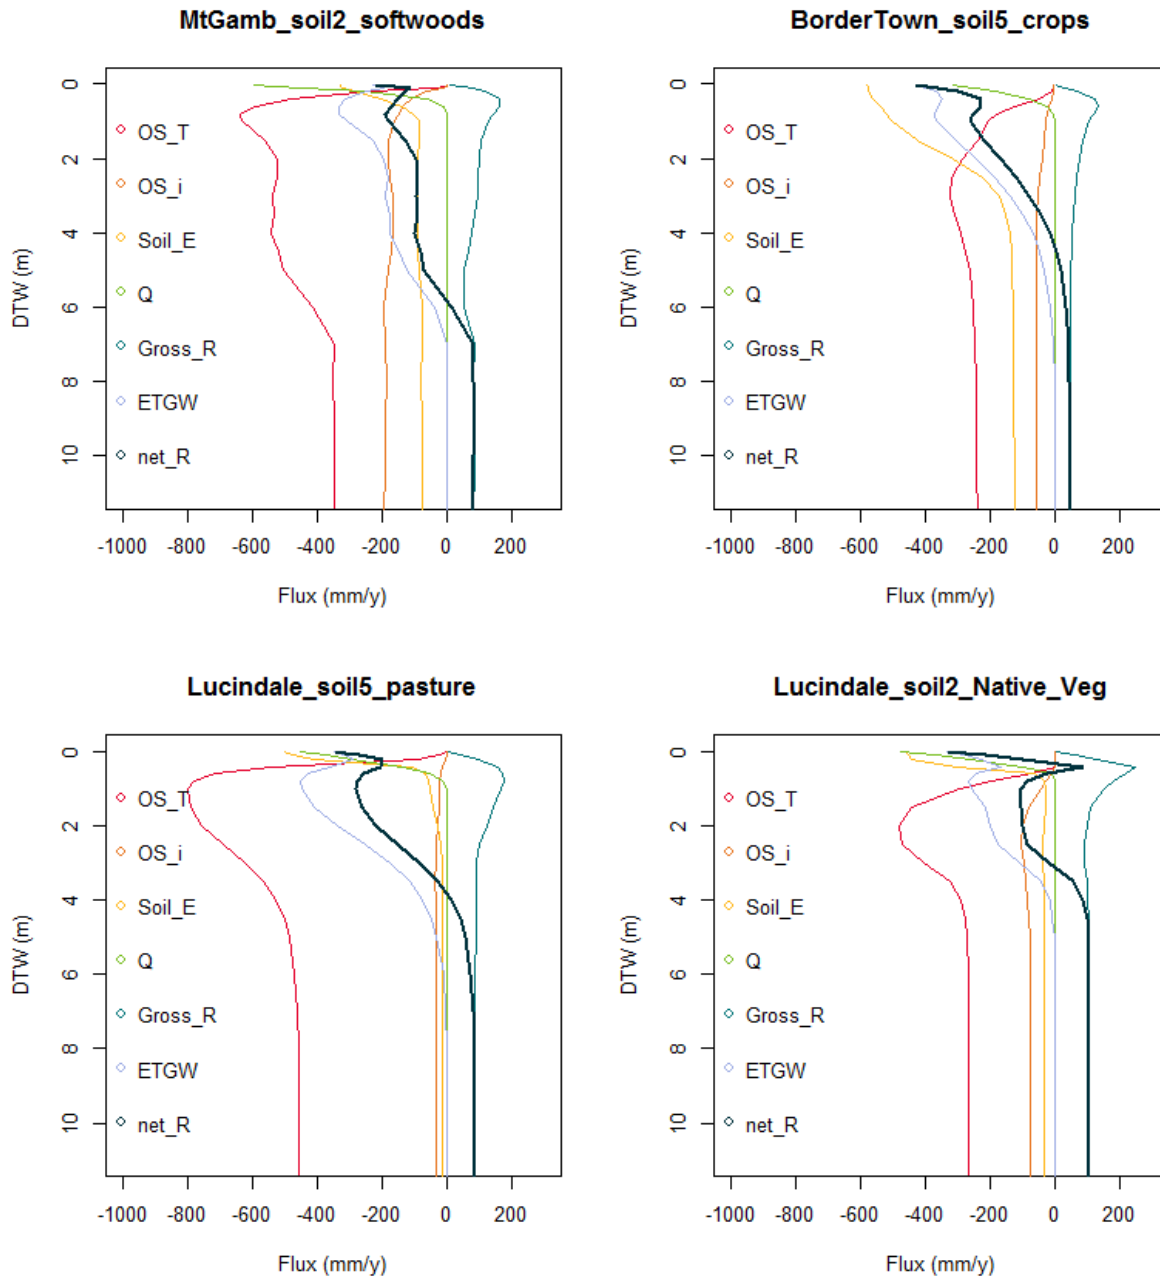 MtGamb_soil2_softwoods
DTW (m)
0
2
4
6
8
10
OS_T
OS_i
Soil_E
Q
Gross_R
ETGW
net_R
-1000 -800 -600 -400 -200 0 200
Flux (mm/y)
BorderTown_soil5_crops
DTW (m)
0
2
4
6
8
10
OS_T
OS_i
Soil_E
Q
Gross_R
ETGW
net_R
-1000 -800 -600 -400 -200 0 200
Flux (mm/y)
Lucindale_soil5_pasture
DTW (m)
0
2
4
6
8
10
OS_T
OS_i
Soil_E
Q
Gross_R
ETGW
net_R
-1000 -800 -600 -400 -200 0 200
Flux (mm/y)
Lucindale_soil2_Native_Veg
DTW (m)
0
2
4
6
8
10
OS_T
OS_i
Soil_E
Q
Gross_R
ETGW
net_R
-1000 -800 -600 -400 -200 0 200
Flux (mm/y)